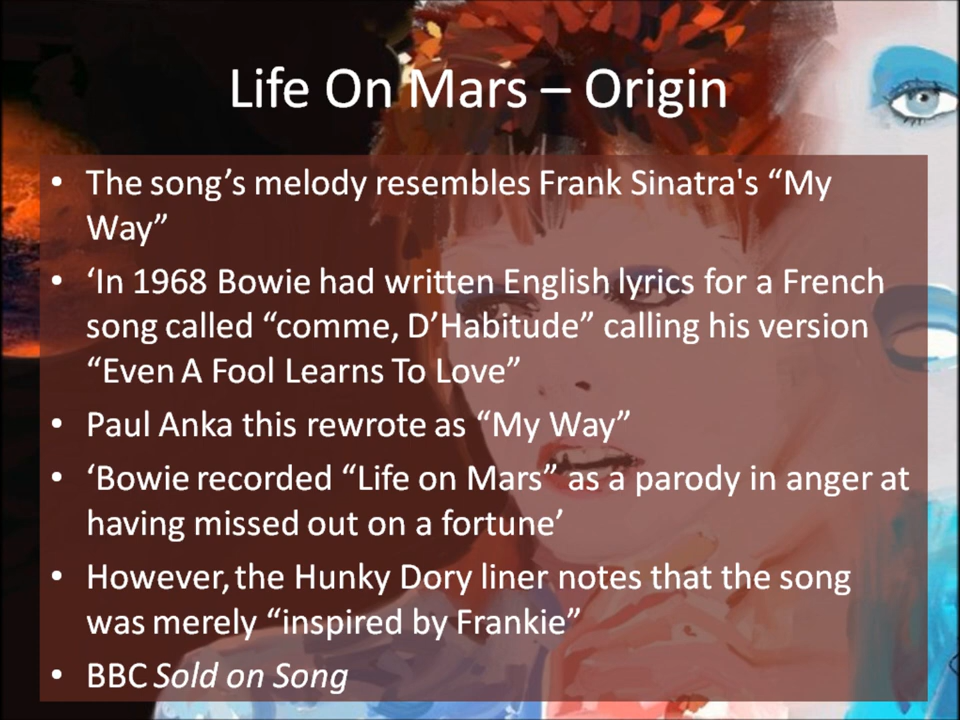 Life On Mars – Origin
• The song’s melody resembles Frank Sinatra's “My
Way”
• ‘In 1968 Bowie had written English lyrics for a French
song called “comme, D’Habitude” calling his version
“Even A Fool Learns To Love”
• Paul Anka this rewrote as “My Way”
• ‘Bowie recorded “Life on Mars” as a parody in anger at
having missed out on a fortune’
• However, the Hunky Dory liner notes that the song
was merely “inspired by Frankie”
• BBC Sold on Song